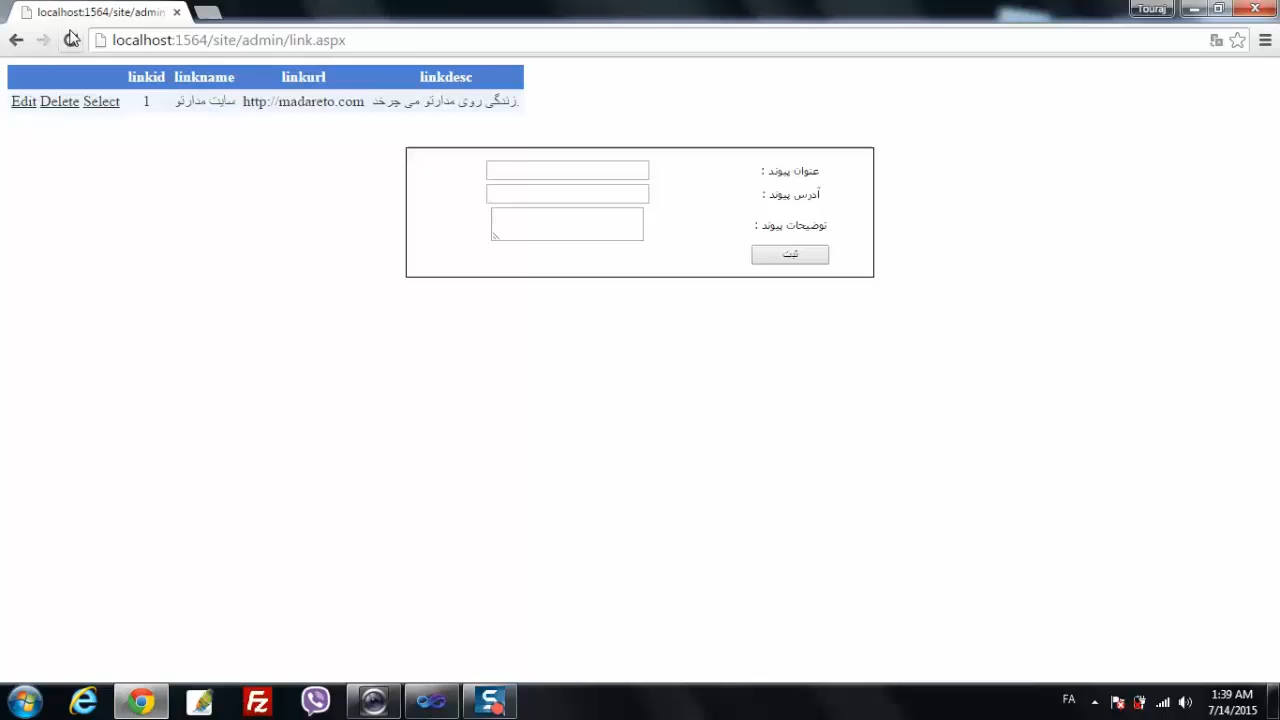 localhost:1564/site/admin
Touraj
localhost:1564/site/admin/link.aspx
linkid linkname linkurl linkdesc
Edit Delete Select 1 سایت مدارتو http://madareto.com زندگی روی مدارتو می چرخد.
عنوان پیوند :
آدرس پیوند :
توضیحات پیوند :
ثبت
FA
1:39 AM
7/14/2015